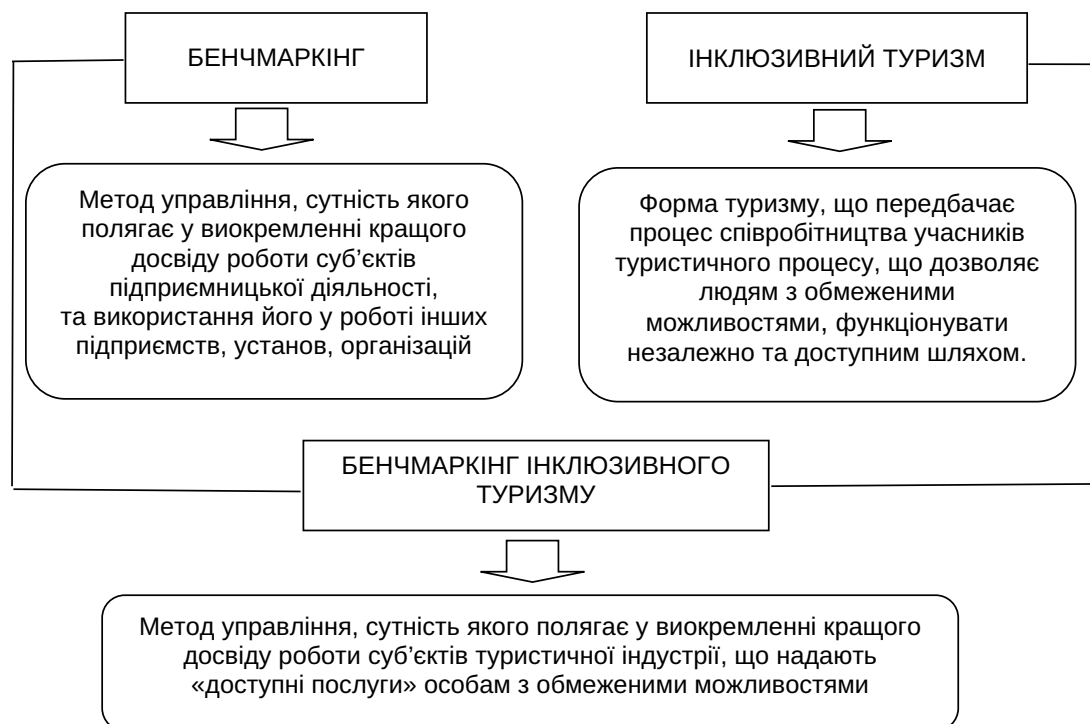 БЕНЧМАРКІНГ
ІНКЛЮЗИВНИЙ ТУРИЗМ
Метод управління, сутність якого
полягає у виокремленні кращого
досвіду роботи суб’єктів
підприємницької діяльності,
та використання його у роботі інших
підприємств, установ, організацій
Форма туризму, що передбачає
процес співробітництва учасників
туристичного процесу, що дозволяє
людям з обмеженими
можливостями, функціонувати
незалежно та доступним шляхом.
БЕНЧМАРКІНГ ІНКЛЮЗИВНОГО
ТУРИЗМУ
Метод управління, сутність якого полягає у виокремленні кращого
досвіду роботи суб’єктів туристичної індустрії, що надають
«доступні послуги» особам з обмеженими можливостями